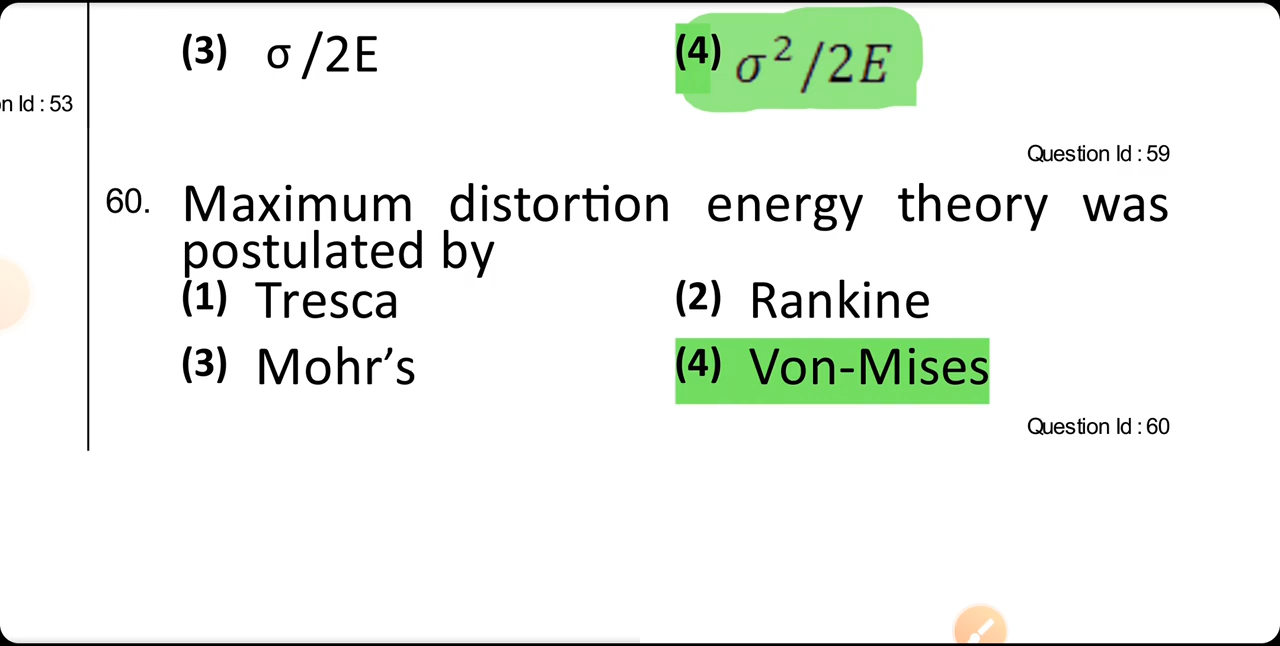 (3) σ /2E (4) σ²/2E
n Id : 53
Question Id : 59
60. Maximum distortion energy theory was
postulated by
(1) Tresca (2) Rankine
(3) Mohr’s (4) Von-Mises
Question Id : 60